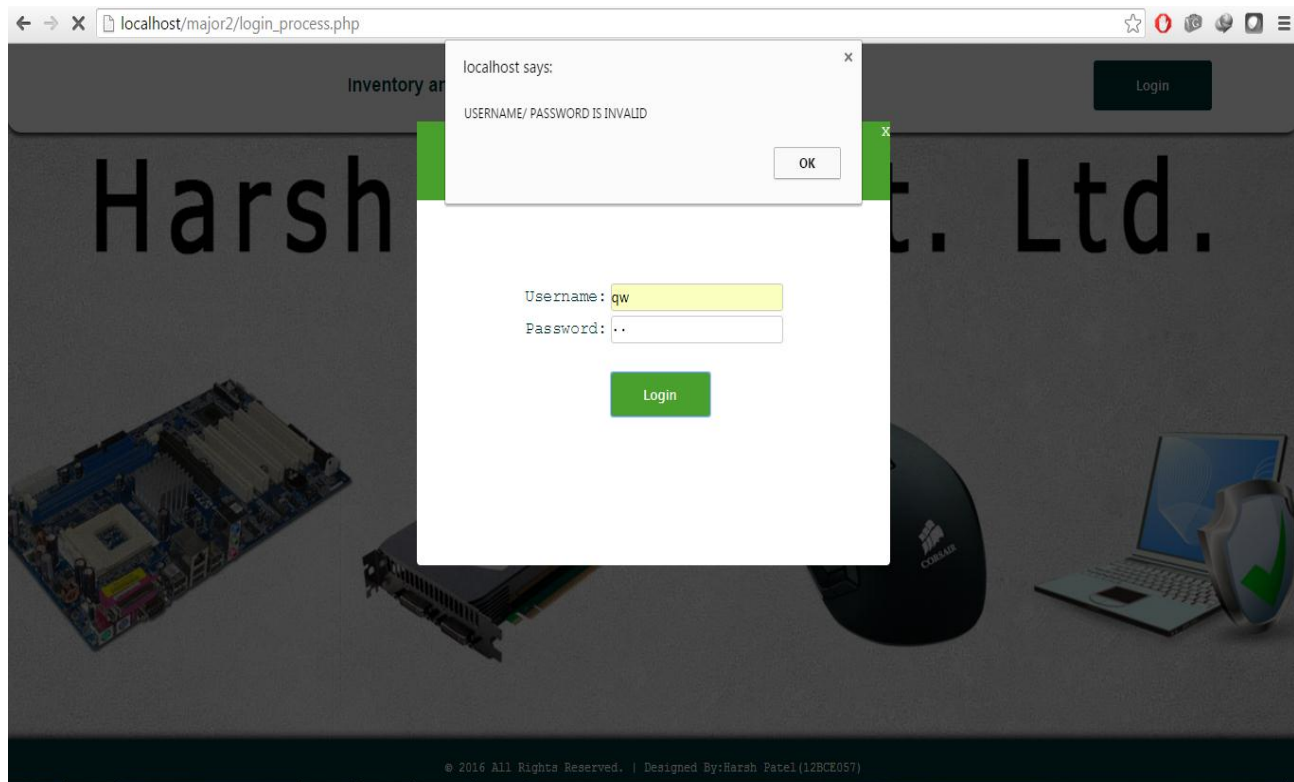 localhost/major2/login_process.php
localhost says:
x
USERNAME/ PASSWORD IS INVALID
OK
Inventory ar
Login
x
Harsh t. Ltd.
Username: qw
Password: ··
Login
CORSAIR
© 2016 All Rights Reserved. | Designed By:Harsh Patel(12BCE057)